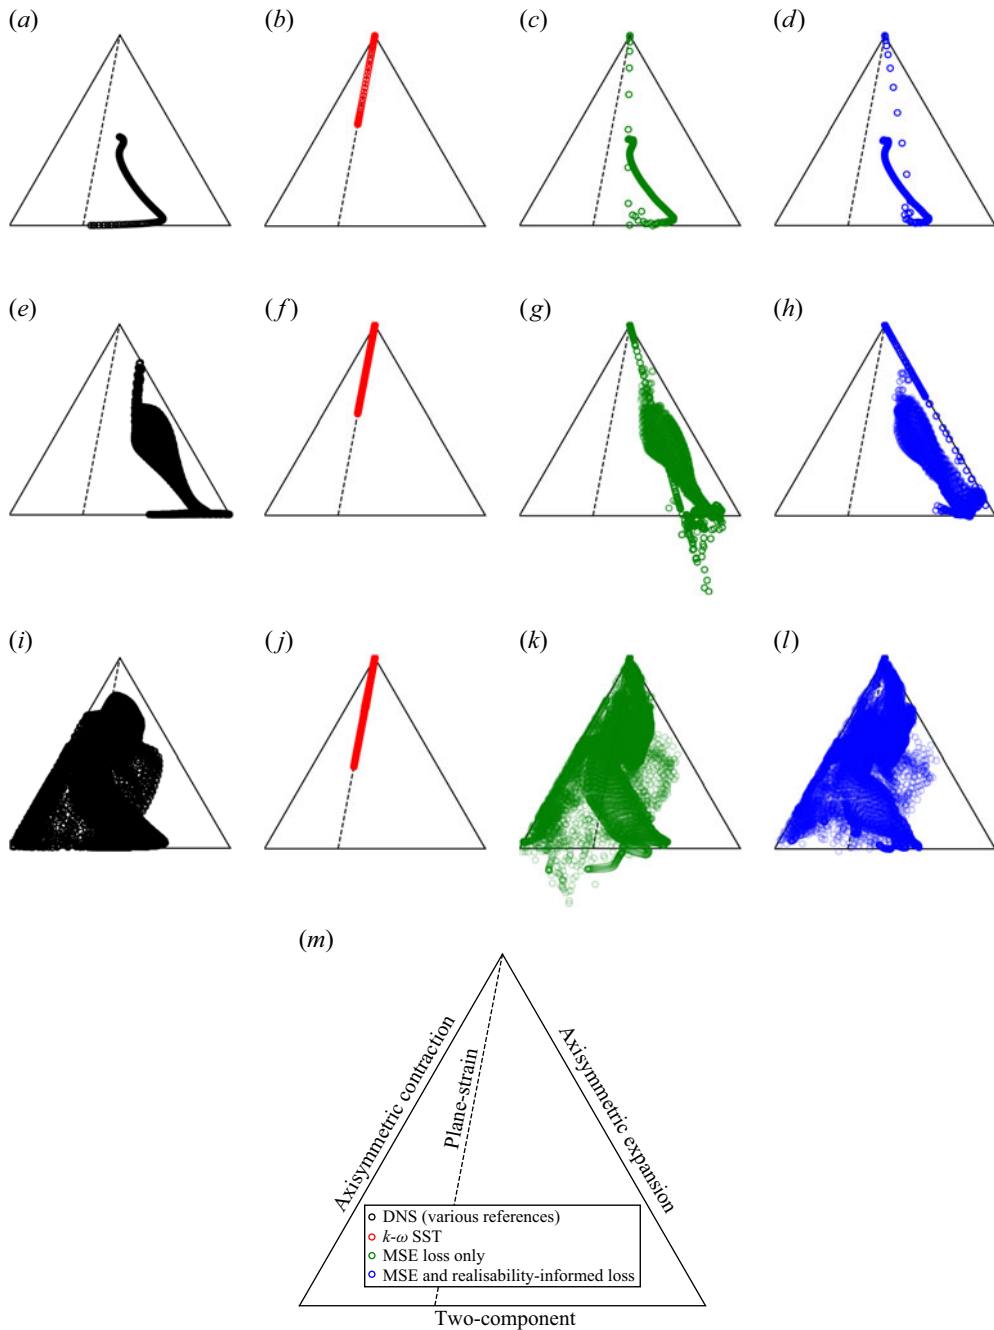 (a)
(b)
(c)
(d)
(e)
(f)
(g)
(h)
(i)
(j)
(k)
(l)
(m)
Axisymmetric contraction
Plane-strain
Axisymmetric expansion
DNS (various references)
k-ω SST
MSE loss only
MSE and realisability-informed loss
Two-component